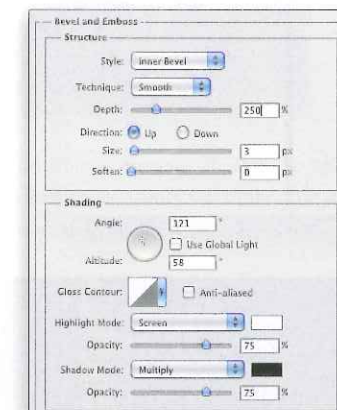 Bevel and Emboss
Structure
Style: Inner Bevel
Technique: Smooth
Depth: 250 %
Direction: Up Down
Size: 3 px
Soften: 0 px
Shading
Angle: 121 °
Use Global Light
Altitude: 58 °
Gloss Contour: Anti-aliased
Highlight Mode: Screen
Opacity: 75 %
Shadow Mode: Multiply
Opacity: 75 %